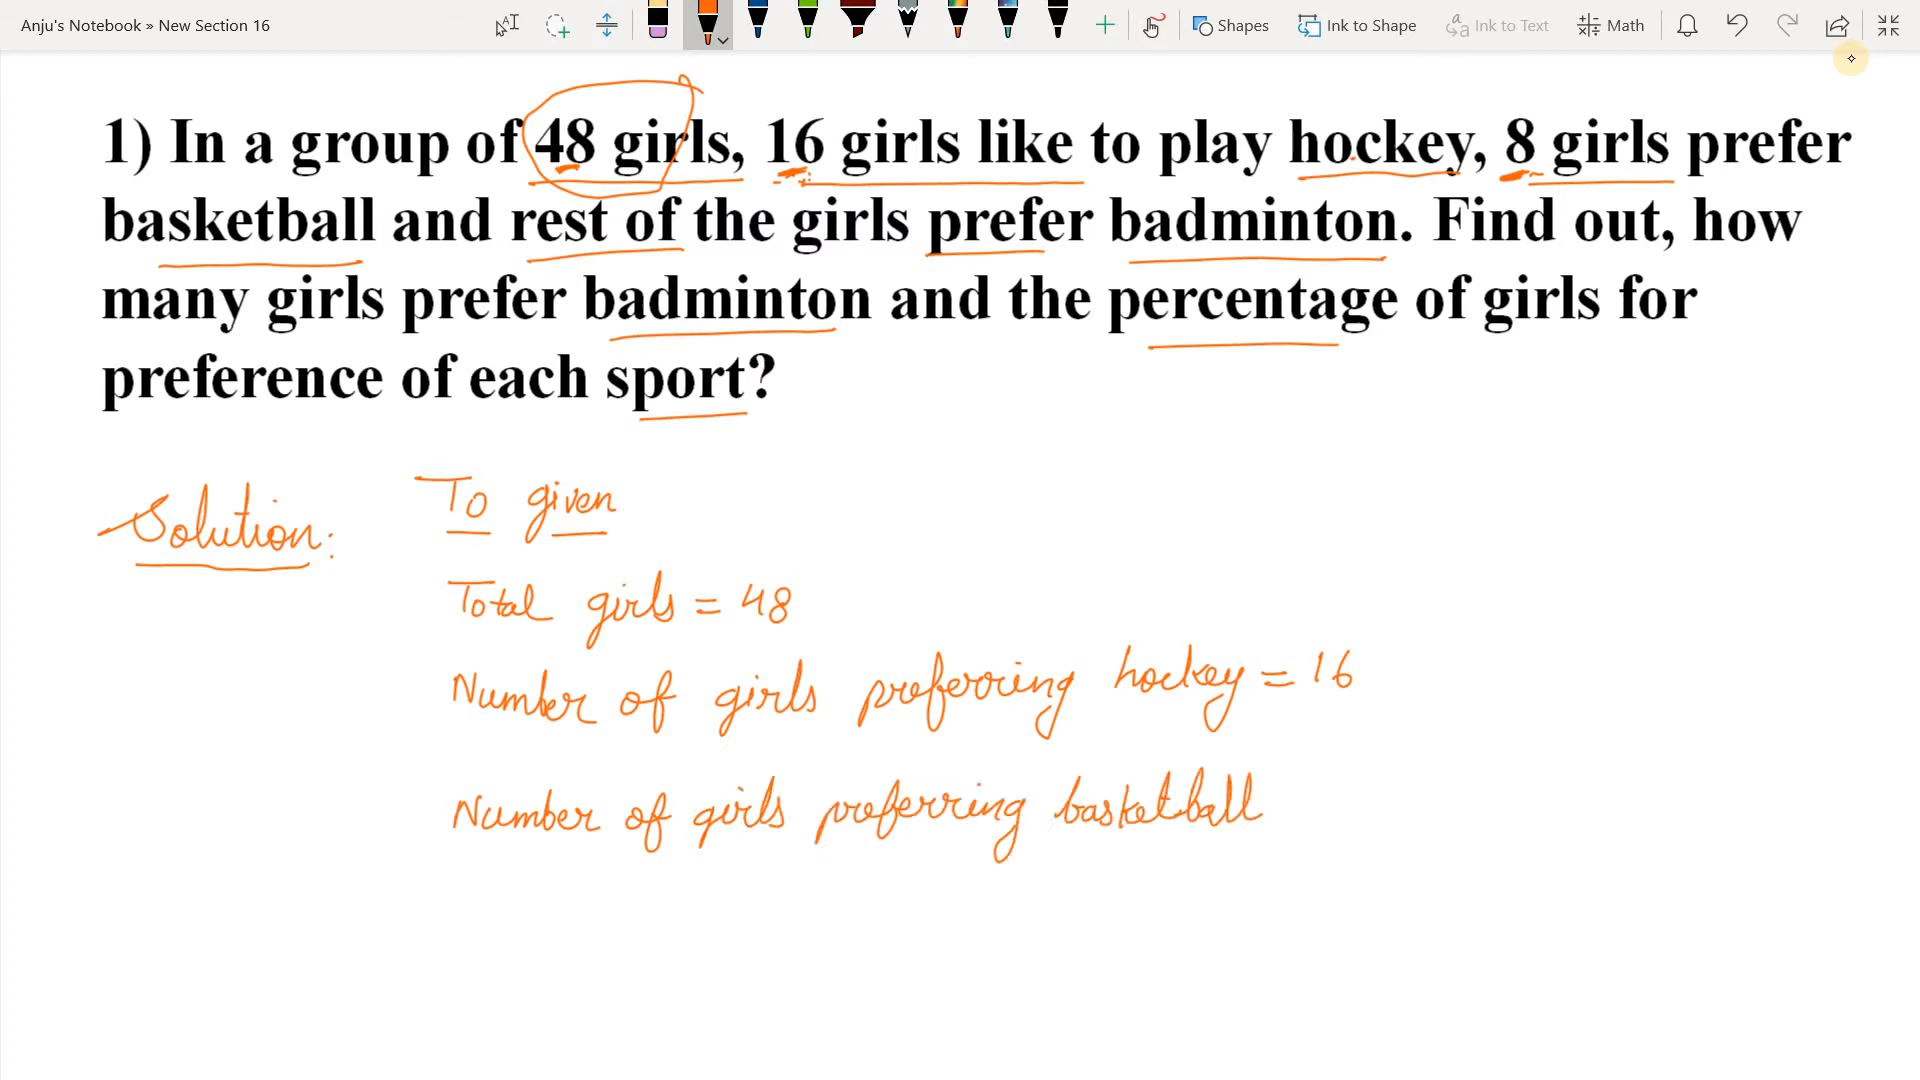 Anju's Notebook » New Section 16
Shapes Ink to Shape Ink to Text Math
1) In a group of 48 girls, 16 girls like to play hockey, 8 girls prefer
basketball and rest of the girls prefer badminton. Find out, how
many girls prefer badminton and the percentage of girls for
preference of each sport?
Solution: To given
Total girls = 48
Number of girls preferring hockey = 16
Number of girls preferring basketball